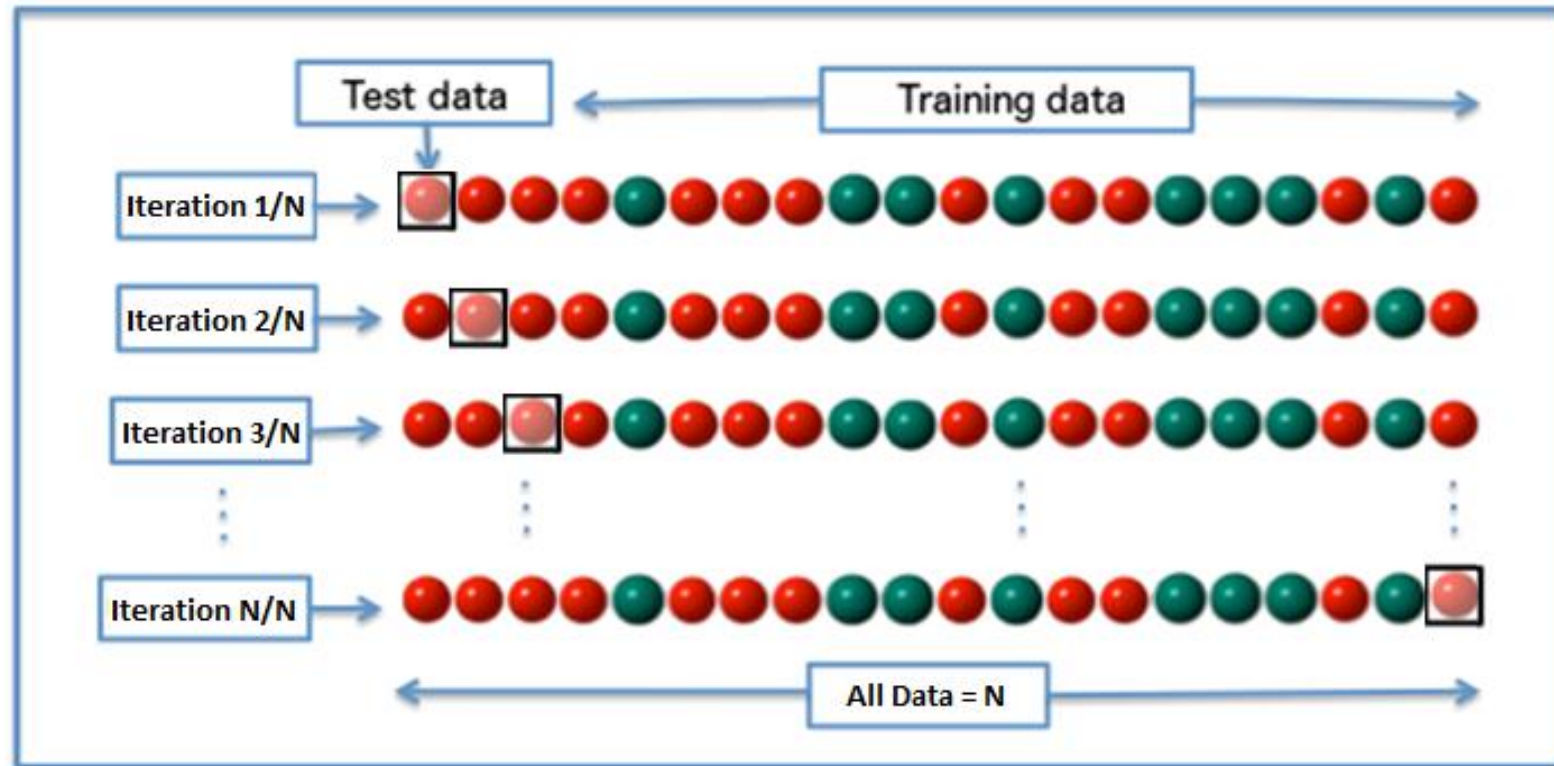 Test data
Training data
Iteration 1/N
Iteration 2/N
Iteration 3/N
Iteration N/N
All Data = N